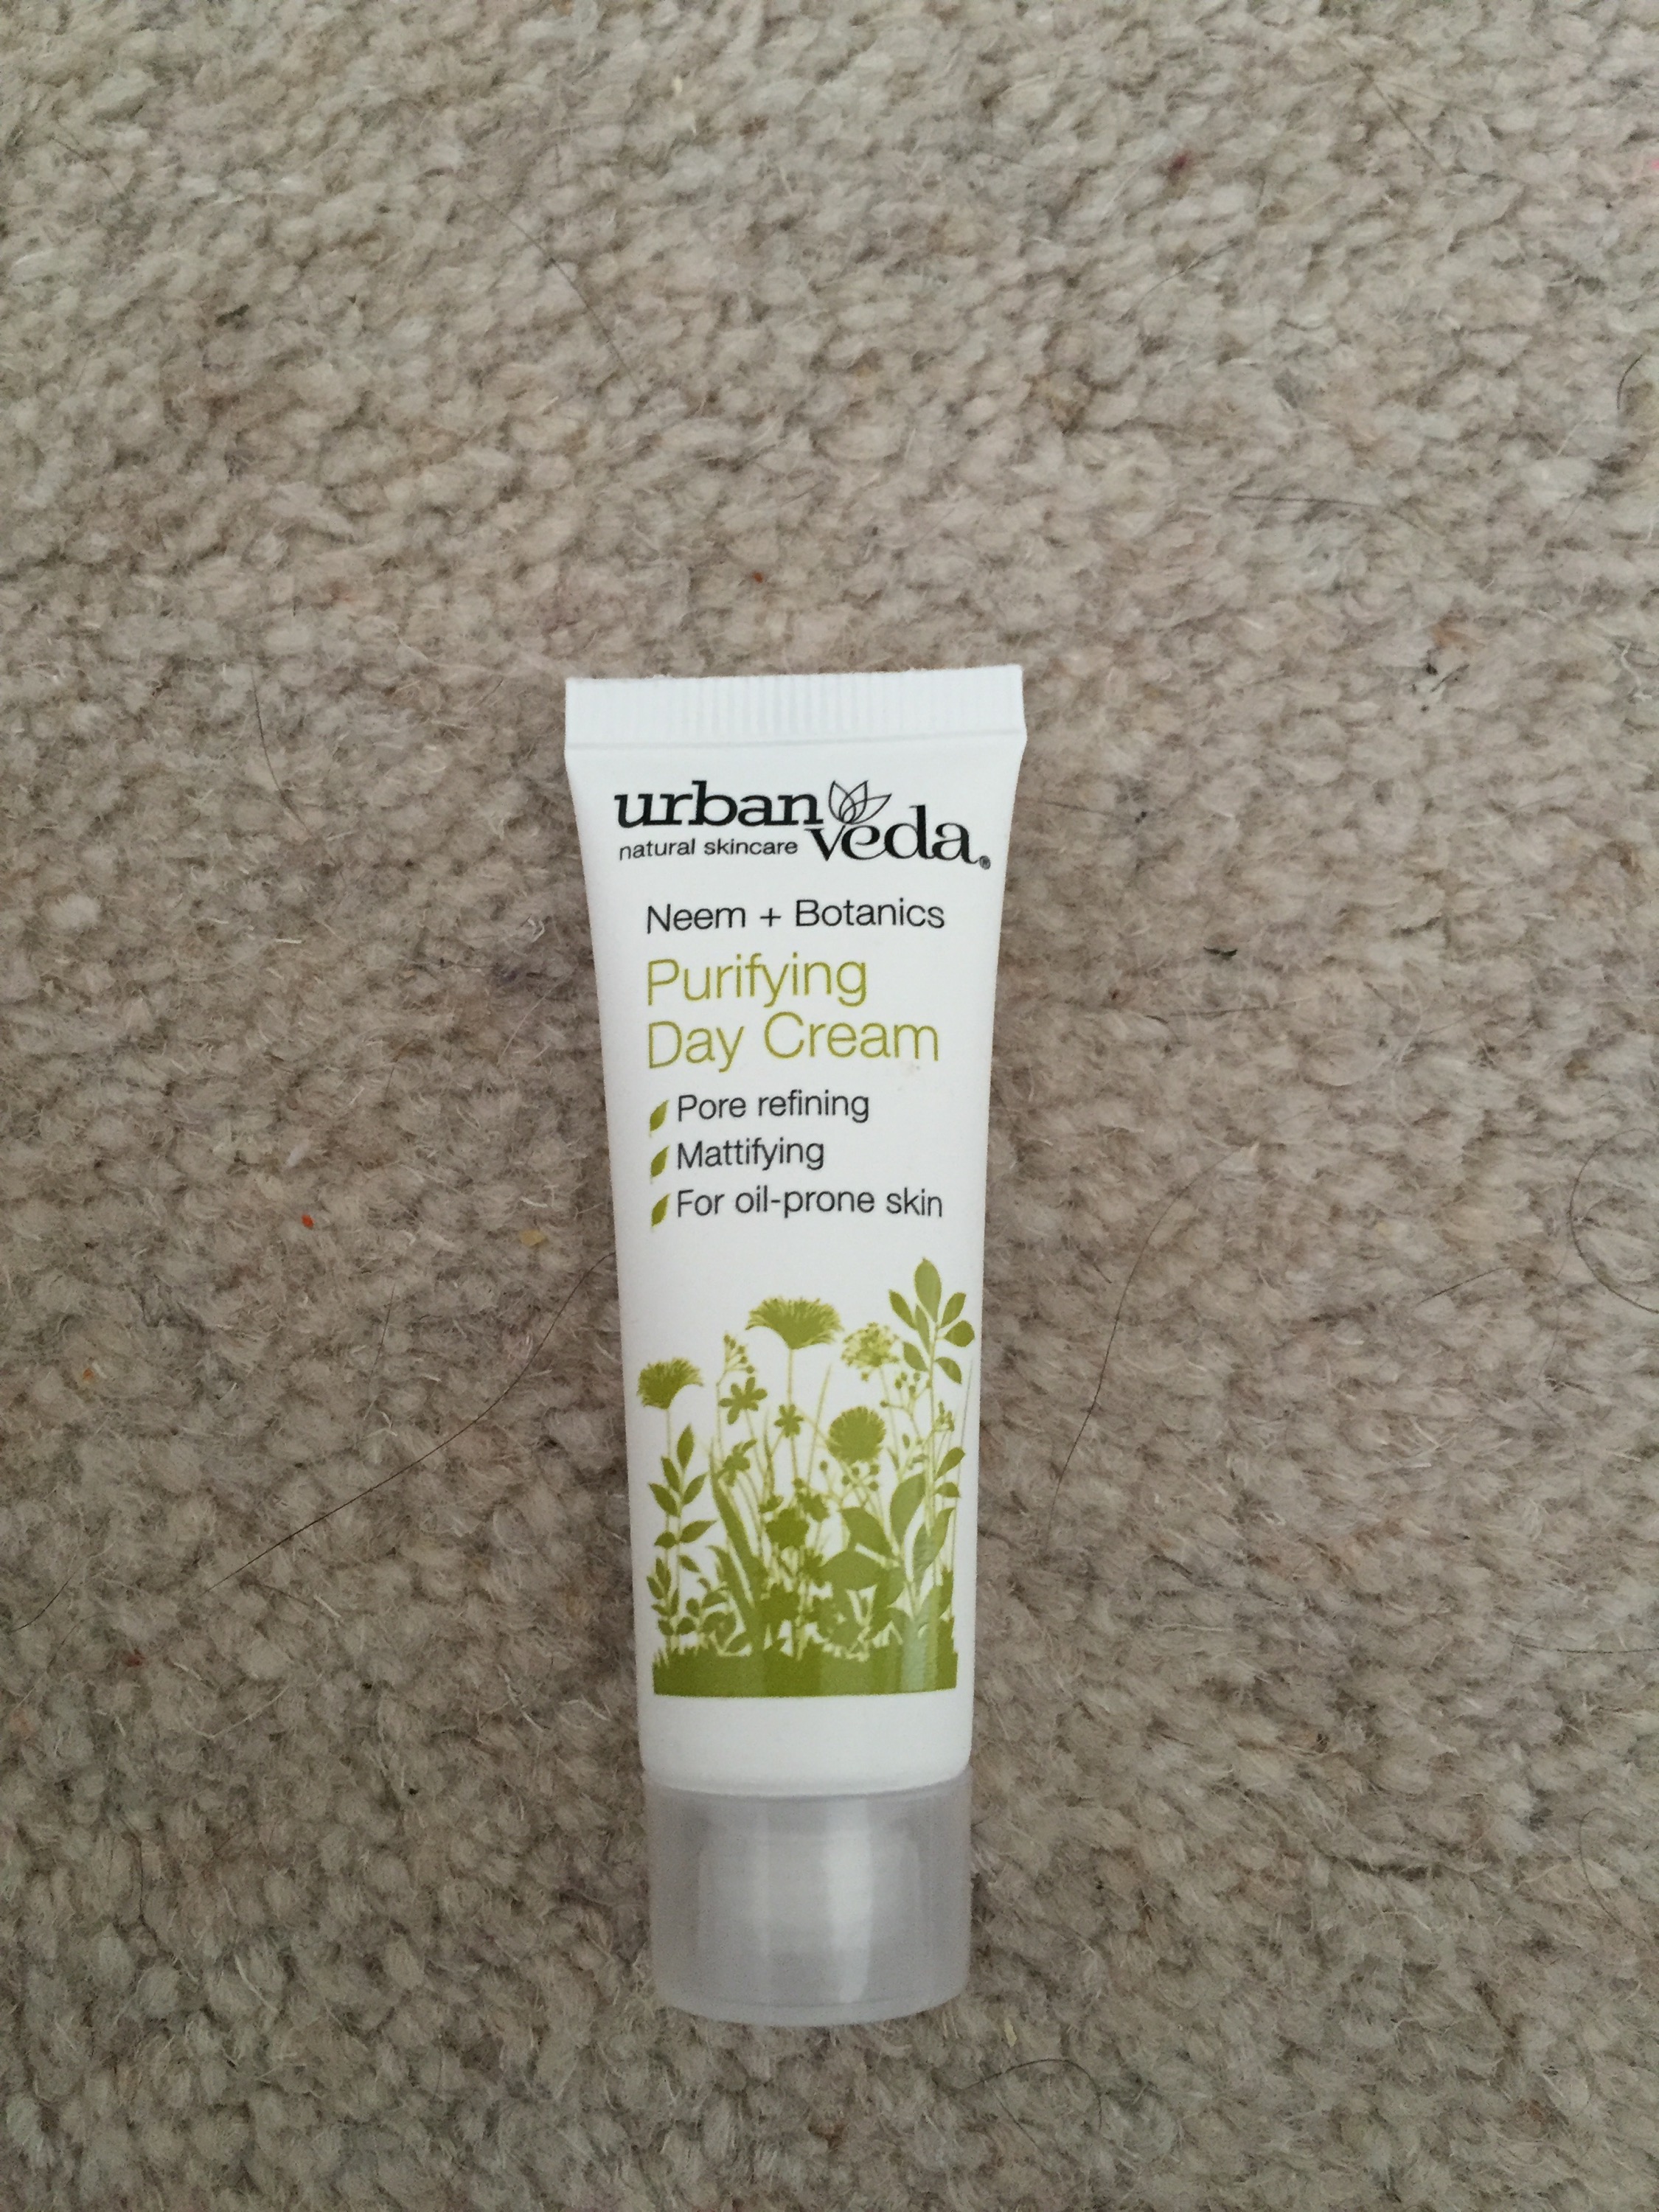 urban
natural skincare veda®
Neem + Botanics
Purifying
Day Cream
Pore refining
Mattifying
For oil-prone skin